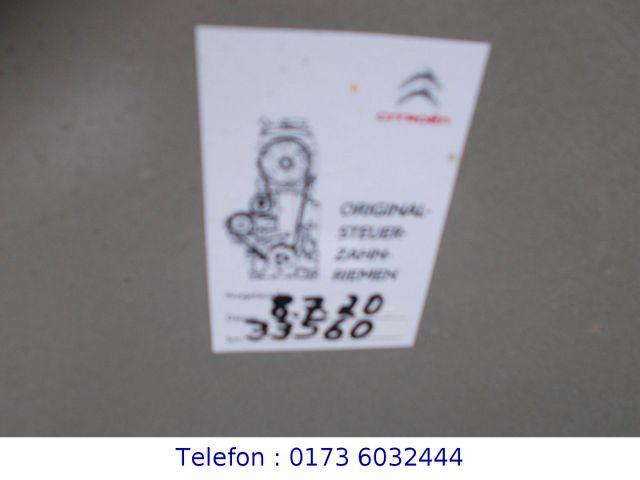 CITROËN
ORIGINAL-
STEUER-
ZAHN-
RIEMEN
8.7.20
33560
Telefon : 0173 6032444